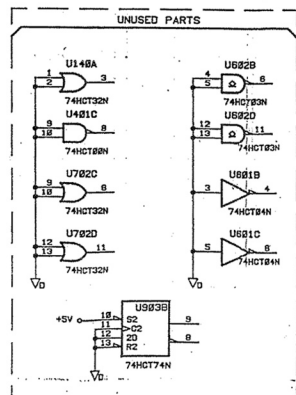 UNUSED PARTS
U140A
1
2
3
74HCT32N
U401C
9
10
8
74HCT00N
U702C
9
10
8
74HCT32N
U702D
12
13
11
74HCT32N
U602B
4
5
6
74HCT03N
U602D
12
13
11
74HCT03N
U601B
3
4
74HCT04N
U601C
5
6
74HCT04N
U903B
+5V
10
S2
9
11
C2
12
2D
8
13
R2
74HCT74N
D
D
D